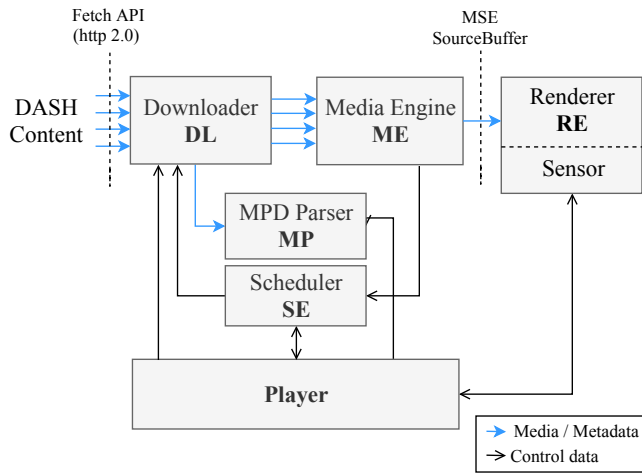 Fetch API
(http 2.0)
MSE
SourceBuffer
DASH
Content
Downloader
DL
Media Engine
ME
Renderer
RE
Sensor
MPD Parser
MP
Scheduler
SE
Player
Media / Metadata
Control data